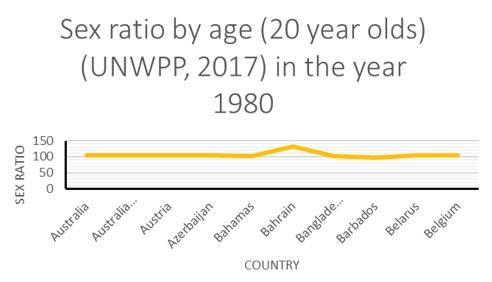 Sex ratio by age (20 year olds)
(UNWPP, 2017) in the year
1980
150
100
50
0
SEX RATIO
Australia
Australia...
Austria
Azerbaijan
Bahamas
Bahrain
Banglade...
Barbados
Belarus
Belgium
COUNTRY